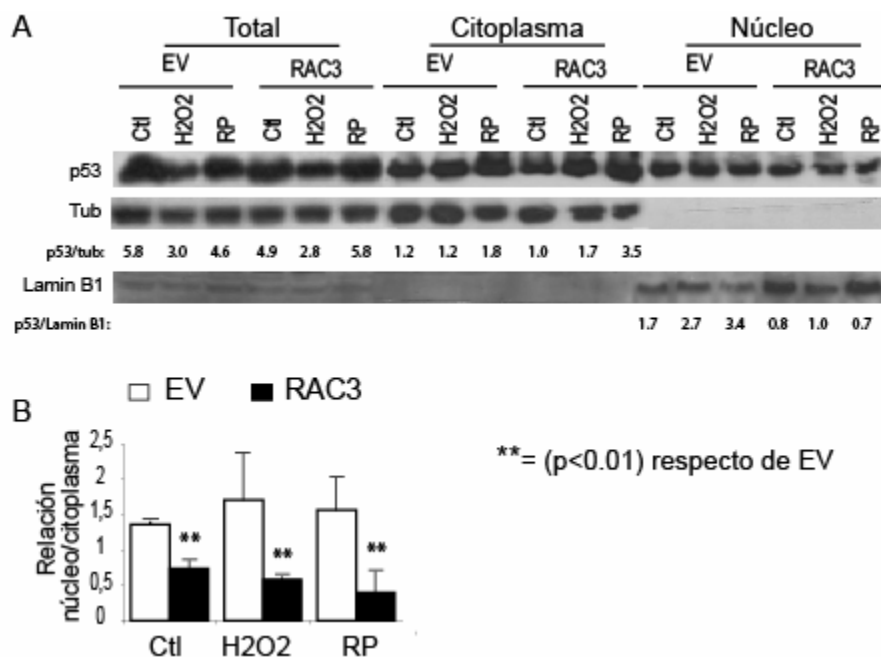 A
Total Citoplasma Núcleo
EV RAC3 EV RAC3 EV RAC3
Ctl H2O2 RP Ctl H2O2 RP Ctl H2O2 RP Ctl H2O2 RP Ctl H2O2 RP Ctl H2O2 RP
p53
Tub
p53/tub: 5.8 3.0 4.6 4.9 2.8 5.8 1.2 1.2 1.8 1.0 1.7 3.5
Lamin B1
p53/Lamin B1: 1.7 2.7 3.4 0.8 1.0 0.7
EV RAC3
B
Relación
núcleo/citoplasma
2,5
2
1,5
1
0,5
0
** ** **
Ctl H2O2 RP
**= (p<0.01) respecto de EV